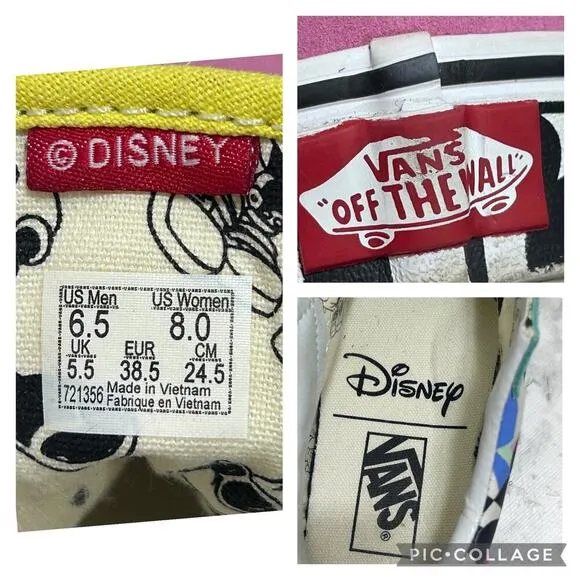 © DISNEY
US Men US Women
6.5 8.0
UK EUR CM
5.5 38.5 24.5
721356 Made in Vietnam
Fabriqué en Vietnam
VANS
"OFF THE WALL"
Disney
VANS
PIC•COLLAGE